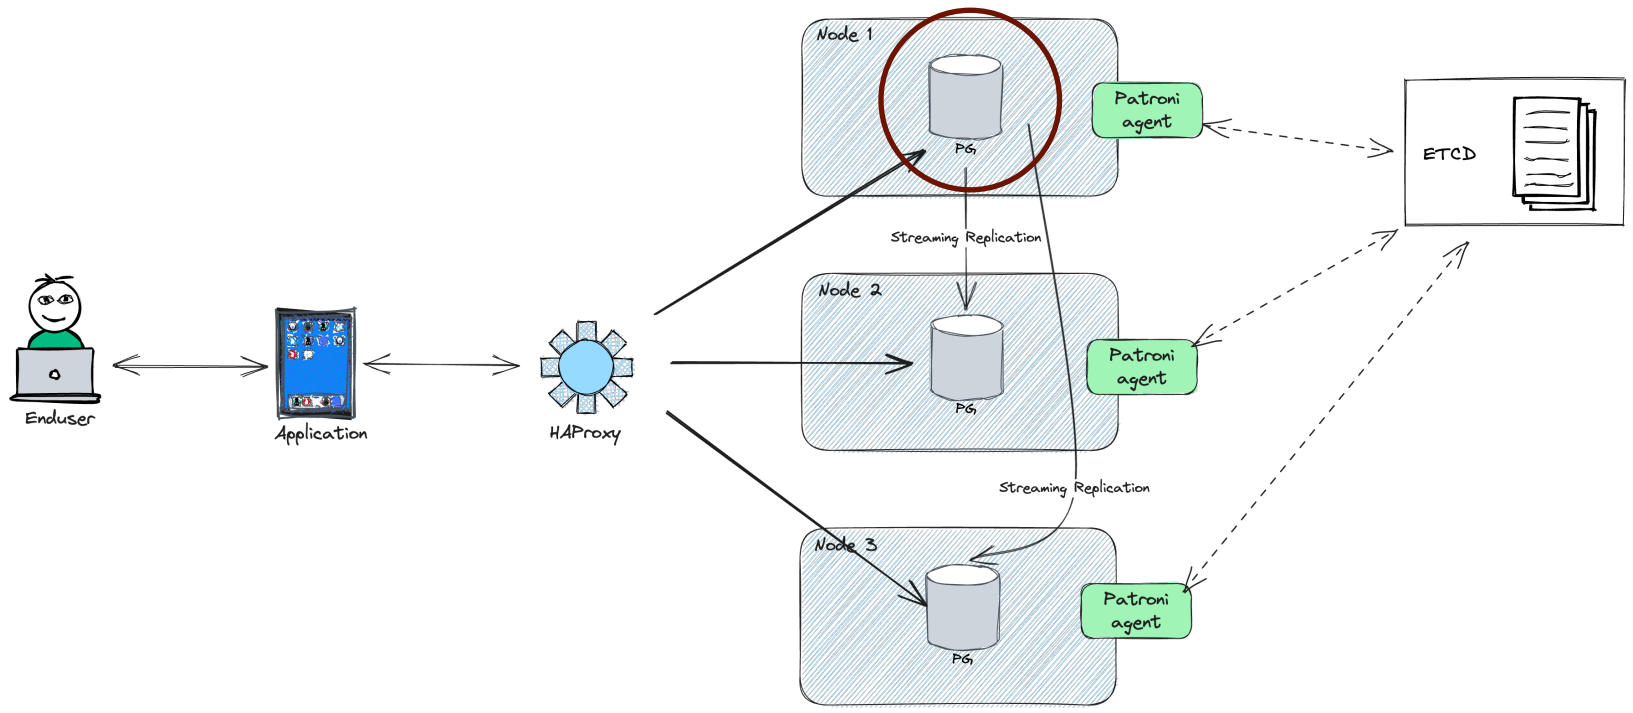 Node 1
PG
Patroni
agent
ETCD
Streaming Replication
Node 2
PG
Patroni
agent
Enduser
Application
HAProxy
Streaming Replication
Node 3
PG
Patroni
agent